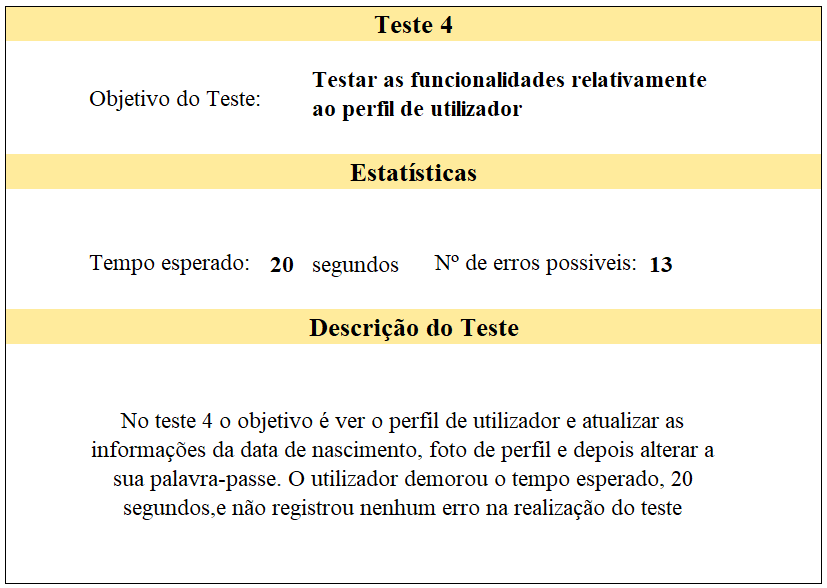 Teste 4
Objetivo do Teste:
Testar as funcionalidades relativamente
ao perfil de utilizador
Estatísticas
Tempo esperado: 20 segundos Nº de erros possiveis: 13
Descrição do Teste
No teste 4 o objetivo é ver o perfil de utilizador e atualizar as
informações da data de nascimento, foto de perfil e depois alterar a
sua palavra-passe. O utilizador demorou o tempo esperado, 20
segundos,e não registrou nenhum erro na realização do teste